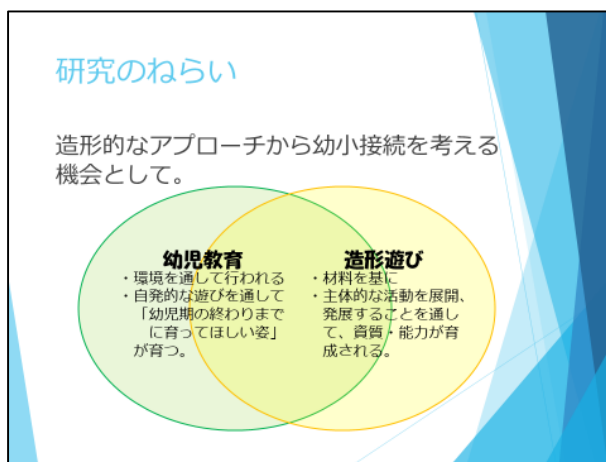 研究のねらい
造形的なアプローチから幼小接続を考える
機会として。
幼児教育
・環境を通して行われる
・自発的な遊びを通して
「幼児期の終わりまで
に育ってほしい姿」
が育つ。
造形遊び
・材料を基に
・主体的な活動を展開、
発展することを通し
て、資質・能力が育
成される。